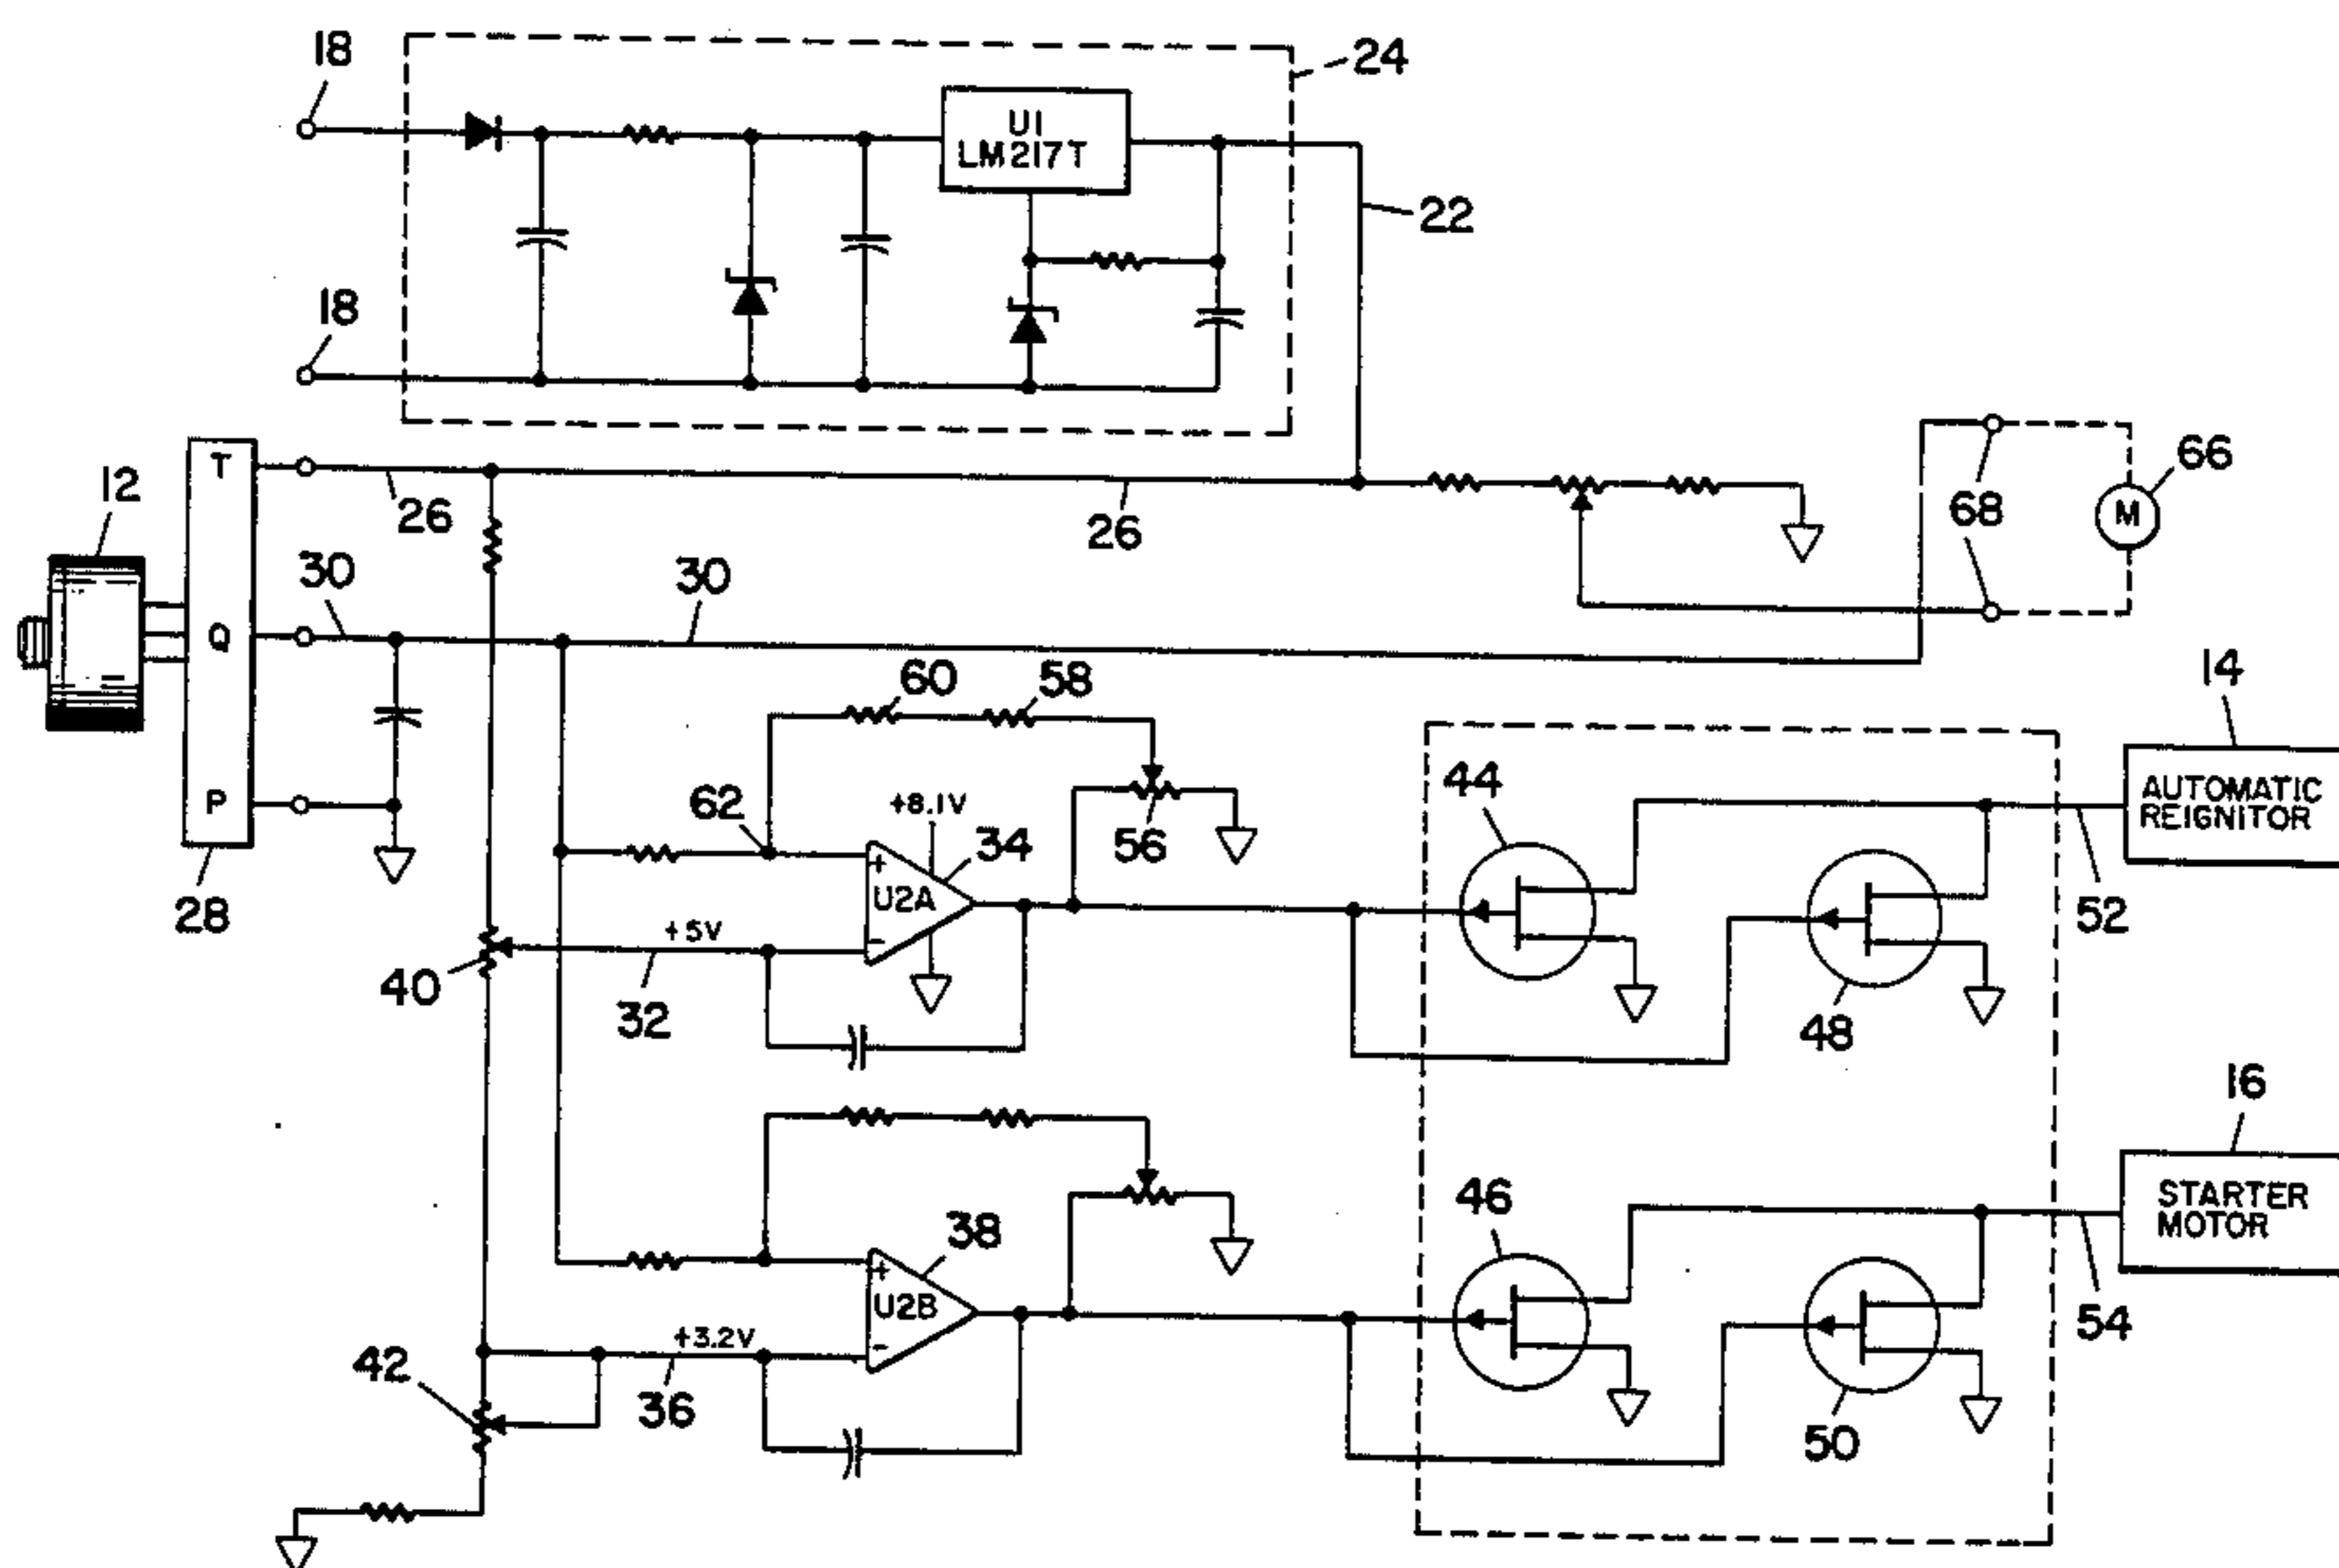 18
24
U1
LM217T
22
18
T
12
26
26
68
66
M
30
30
Q
60
58
14
AUTOMATIC
REIGNITOR
P
62
+8.1V
34
56
44
+
U2A
-
28
+5V
40
32
48
52
16
STARTER
MOTOR
46
38
+
U2B
-
+3.2V
42
36
50
54